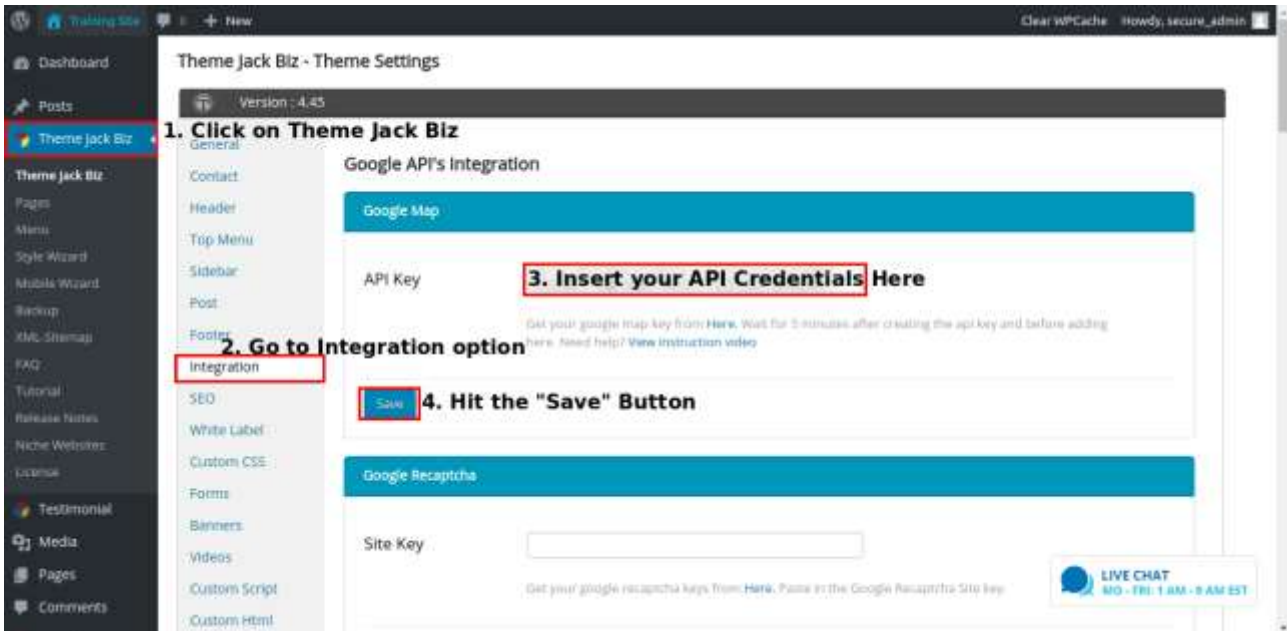 Training Site
+ New
Clear WPCache
Howdy, secure_admin
Dashboard
Posts
Theme Jack Biz
Theme Jack Biz
Pages
Menu
Style Wizard
Mobile Wizard
Backup
XML Sitemap
FAQ
Tutorial
Release Notes
Niche Websites
License
Testimonial
Media
Pages
Comments
Theme Jack Biz - Theme Settings
Version : 4.45
1. Click on Theme Jack Biz
General
Contact
Header
Top Menu
Sidebar
Post
Footer
2. Go to Integration option
Integration
SEO
White Label
Custom CSS
Forms
Banners
Videos
Custom Script
Custom Html
Google API's Integration
Google Map
API Key
3. Insert your API Credentials Here
Get your google map key from Here. Wait for 5 minutes after creating the api key and before adding
here. Need help? View instruction video
Save
4. Hit the "Save" Button
Google Recaptcha
Site Key
Get your google recaptcha keys from Here. Paste in the Google Recaptcha Site key
LIVE CHAT
MO - FRI: 1 AM - 9 AM EST